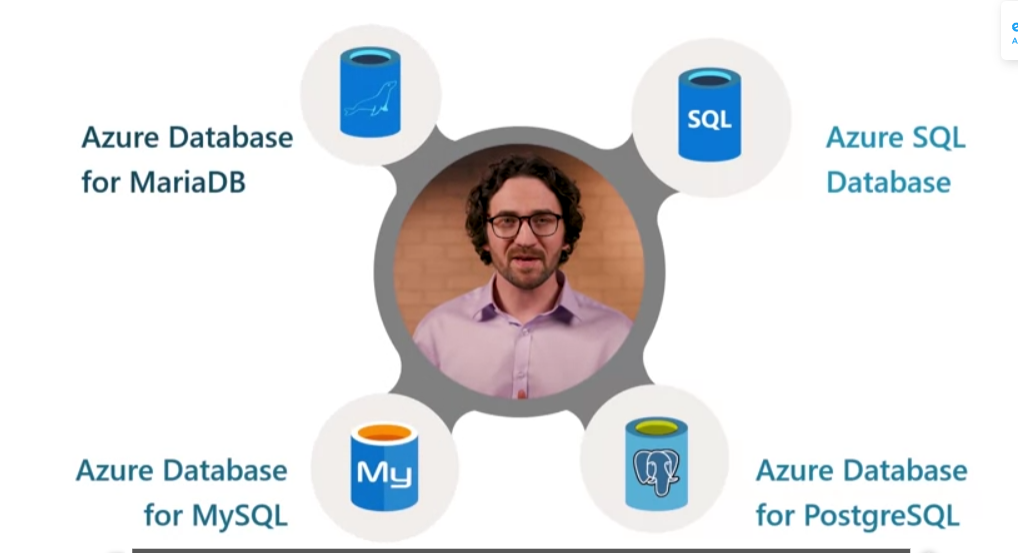 Azure Database
for MariaDB
SQL
Azure SQL
Database
Azure Database
for MySQL
My
Azure Database
for PostgreSQL